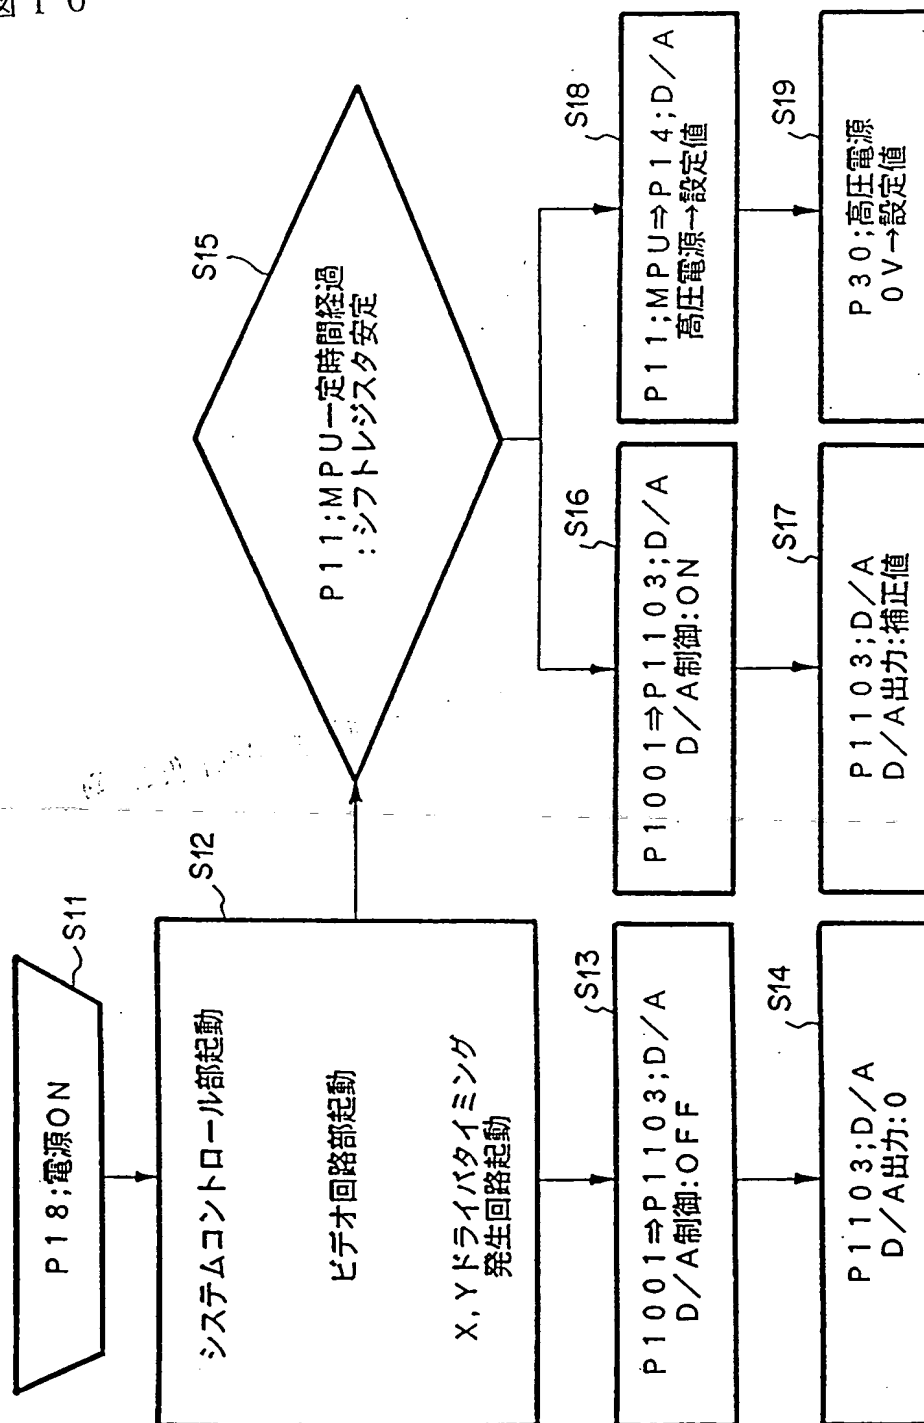 図１０
S11
Ｐ１８;電源ＯＮ
S12
システムコントロール部起動
ビデオ回路部起動
Ｘ,Ｙドライバタイミング
発生回路起動
S13
Ｐ１００１⇒Ｐ１１０３;Ｄ／Ａ
Ｄ／Ａ制御:ＯＦＦ
S14
Ｐ１１０３;Ｄ／Ａ
Ｄ／Ａ出力:０
S15
Ｐ１１;ＭＰＵ一定時間経過
:シフトレジスタ安定
S16
Ｐ１００１⇒Ｐ１１０３;Ｄ／Ａ
Ｄ／Ａ制御:ＯＮ
S17
Ｐ１１０３;Ｄ／Ａ
Ｄ／Ａ出力:補正値
S18
Ｐ１１;ＭＰＵ⇒Ｐ１４;Ｄ／Ａ
高圧電源→設定値
S19
Ｐ３０;高圧電源
０Ｖ→設定値